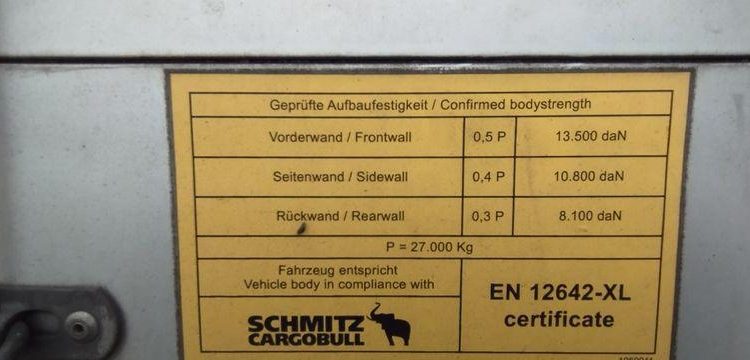 Geprüfte Aufbaufestigkeit / Confirmed bodystrength
Vorderwand / Frontwall 0,5 P 13.500 daN
Seitenwand / Sidewall 0,4 P 10.800 daN
Rückwand / Rearwall 0,3 P 8.100 daN
P = 27.000 Kg
Fahrzeug entspricht
Vehicle body in compliance with
EN 12642-XL
certificate
SCHMITZ
CARGOBULL